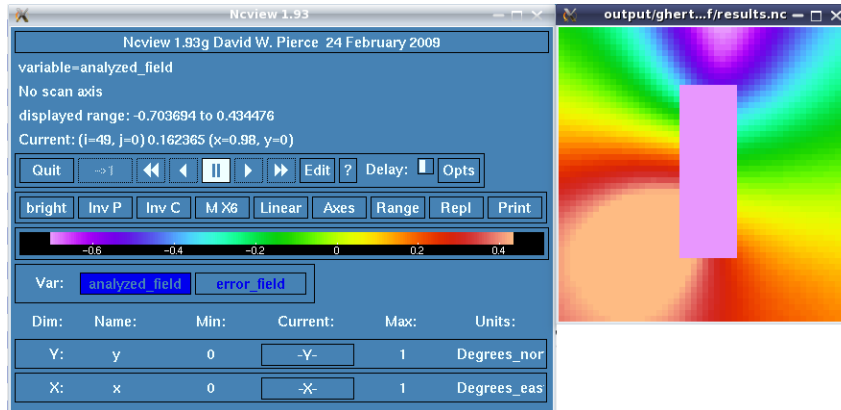 Ncview 1.93
output/ghert...f/results.nc
Ncview 1.93g David W. Pierce 24 February 2009
variable=analyzed_field
No scan axis
displayed range: -0.703694 to 0.434476
Current: (i=49, j=0) 0.162365 (x=0.98, y=0)
Quit ->1 Edit ? Delay: Opts
bright Inv P Inv C M X6 Linear Axes Range Repl Print
-0.6 -0.4 -0.2 0 0.2 0.4
Var: analyzed_field error_field
Dim: Name: Min: Current: Max: Units:
Y: y 0 -Y- 1 Degrees_nor
X: x 0 -X- 1 Degrees_eas